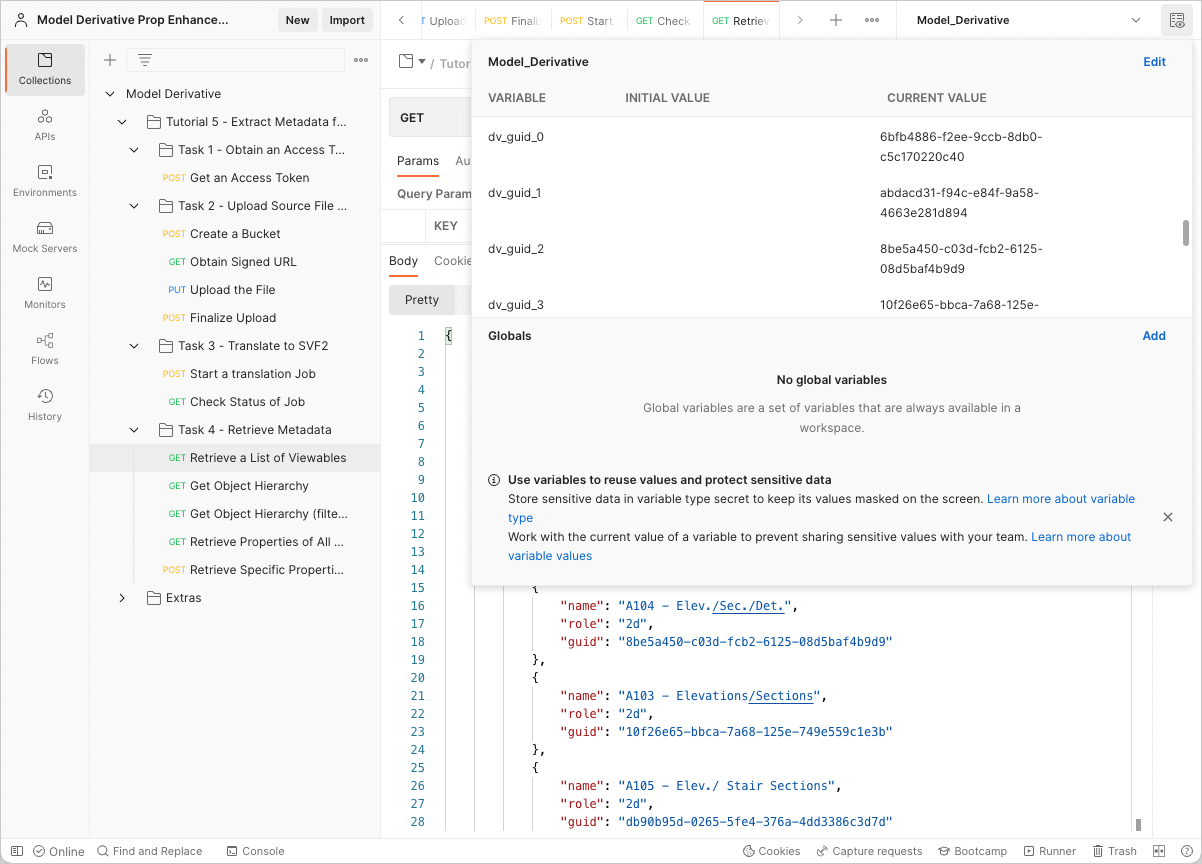 Model Derivative Prop Enhance...
New
Import
Uploa
POST Finali
POST Start
GET Check
GET Retriev
Model_Derivative
Collections
APIs
Environments
Mock Servers
Monitors
Flows
History
Model Derivative
Tutorial 5 - Extract Metadata f...
Task 1 - Obtain an Access T...
POST Get an Access Token
Task 2 - Upload Source File ...
POST Create a Bucket
GET Obtain Signed URL
PUT Upload the File
POST Finalize Upload
Task 3 - Translate to SVF2
POST Start a translation Job
GET Check Status of Job
Task 4 - Retrieve Metadata
GET Retrieve a List of Viewables
GET Get Object Hierarchy
GET Get Object Hierarchy (filte...
GET Retrieve Properties of All ...
POST Retrieve Specific Properti...
Extras
/ Tutor
GET
Params
Au
Query Param
KEY
Body
Cookie
Pretty
Model_Derivative
Edit
VARIABLE
INITIAL VALUE
CURRENT VALUE
dv_guid_0
6bfb4886-f2ee-9ccb-8db0-
c5c170220c40
dv_guid_1
abdacd31-f94c-e84f-9a58-
4663e281d894
dv_guid_2
8be5a450-c03d-fcb2-6125-
08d5baf4b9d9
dv_guid_3
10f26e65-bbca-7a68-125e-
Globals
Add
No global variables
Global variables are a set of variables that are always available in a
workspace.
Use variables to reuse values and protect sensitive data
Store sensitive data in variable type secret to keep its values masked on the screen. Learn more about variable
type
Work with the current value of a variable to prevent sharing sensitive values with your team. Learn more about
variable values
1 {
2
3
4
5
6
7
8
9
10
11
12
13
14
15 {
16 "name": "A104 - Elev./Sec./Det.",
17 "role": "2d",
18 "guid": "8be5a450-c03d-fcb2-6125-08d5baf4b9d9"
19 },
20 {
21 "name": "A103 - Elevations/Sections",
22 "role": "2d",
23 "guid": "10f26e65-bbca-7a68-125e-749e559c1e3b"
24 },
25 {
26 "name": "A105 - Elev./ Stair Sections",
27 "role": "2d",
28 "guid": "db90b95d-0265-5fe4-376a-4dd3386c3d7d"
Online
Find and Replace
Console
Cookies
Capture requests
Bootcamp
Runner
Trash